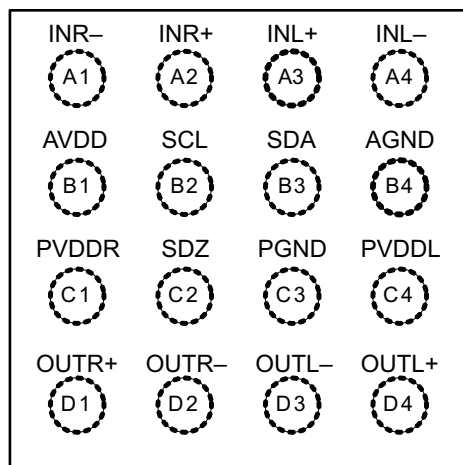 INR– INR+ INL+ INL–
A1 A2 A3 A4
AVDD SCL SDA AGND
B1 B2 B3 B4
PVDDR SDZ PGND PVDDL
C1 C2 C3 C4
OUTR+ OUTR– OUTL– OUTL+
D1 D2 D3 D4